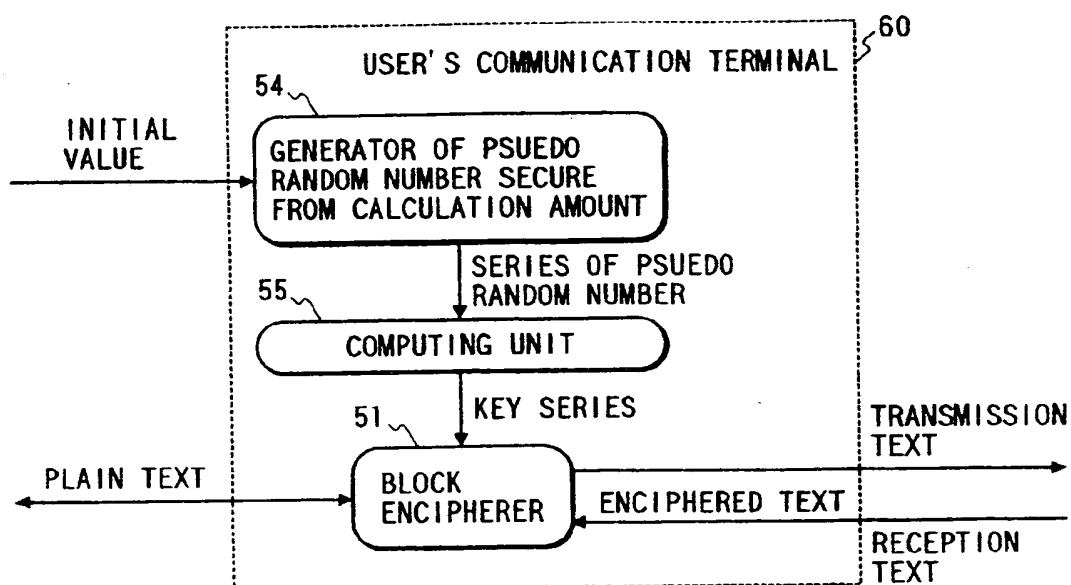 60
USER'S COMMUNICATION TERMINAL
54
INITIAL
VALUE
GENERATOR OF PSUEDO
RANDOM NUMBER SECURE
FROM CALCULATION AMOUNT
SERIES OF PSUEDO
RANDOM NUMBER
55
COMPUTING UNIT
KEY SERIES
51
TRANSMISSION
TEXT
PLAIN TEXT
BLOCK
ENCIPHERER
ENCIPHERED TEXT
RECEPTION
TEXT